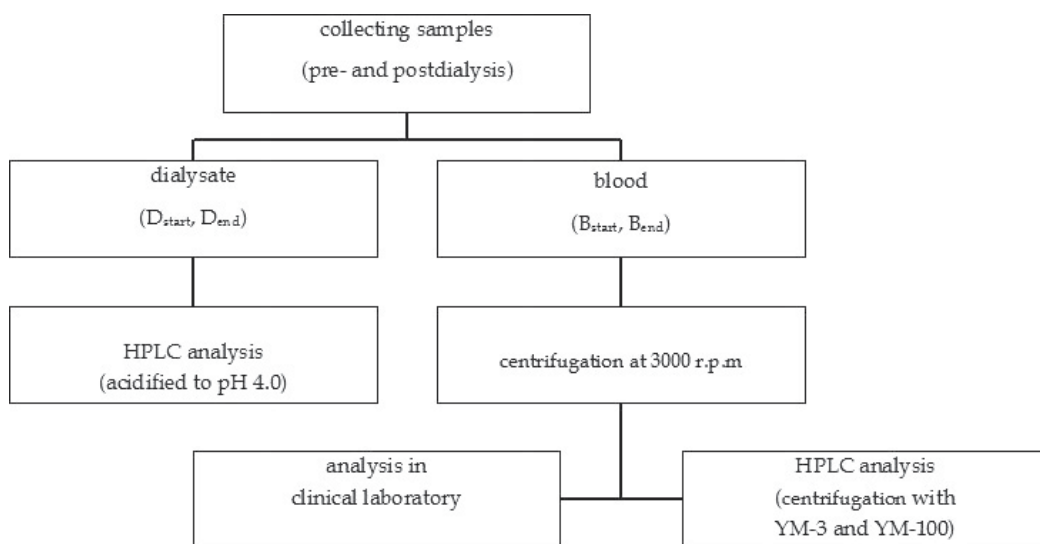 collecting samples
(pre- and postdialysis)
dialysate
(Dstart, Dend)
blood
(Bstart, Bend)
HPLC analysis
(acidified to pH 4.0)
centrifugation at 3000 r.p.m
analysis in
clinical laboratory
HPLC analysis
(centrifugation with
YM-3 and YM-100)